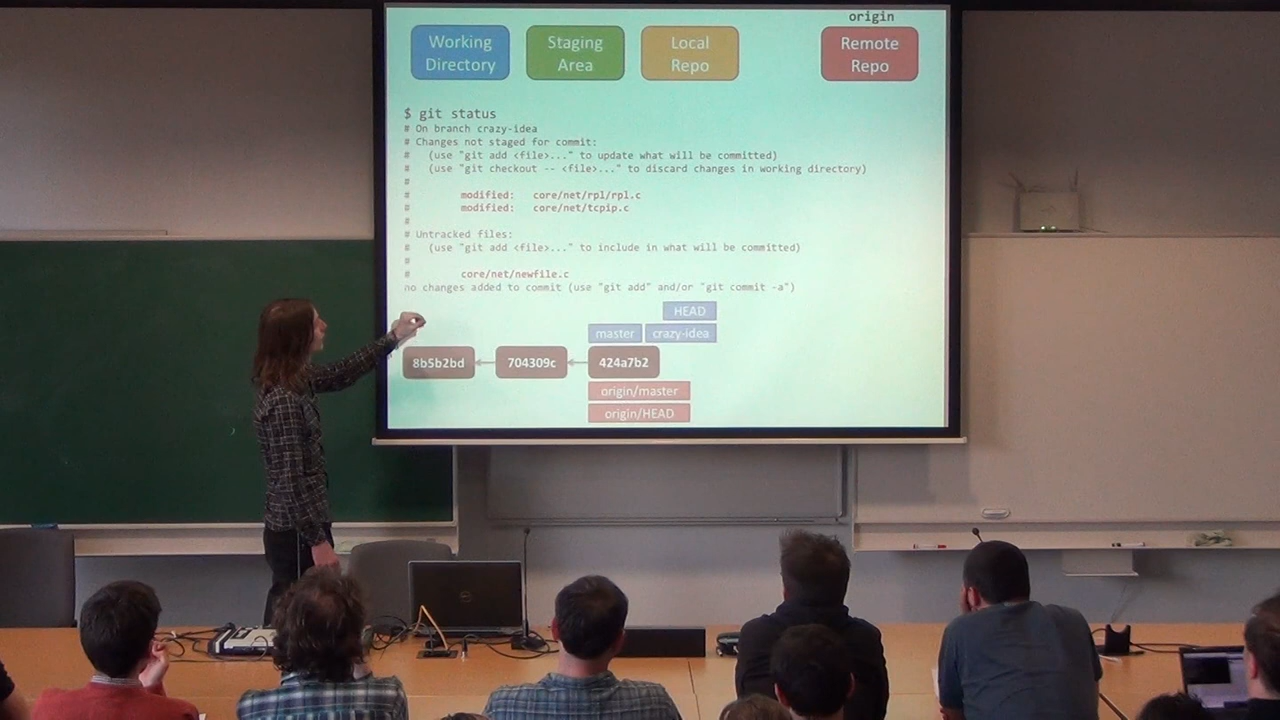 origin
Working Directory
Staging Area
Local Repo
Remote Repo
$ git status
# On branch crazy-idea
# Changes not staged for commit:
#   (use "git add <file>..." to update what will be committed)
#   (use "git checkout -- <file>..." to discard changes in working directory)
#
#       modified:   core/net/rpl/rpl.c
#       modified:   core/net/tcpip.c
#
# Untracked files:
#   (use "git add <file>..." to include in what will be committed)
#
#       core/net/newfile.c
no changes added to commit (use "git add" and/or "git commit -a")
HEAD
master crazy-idea
8b5b2bd 704309c 424a7b2
origin/master
origin/HEAD